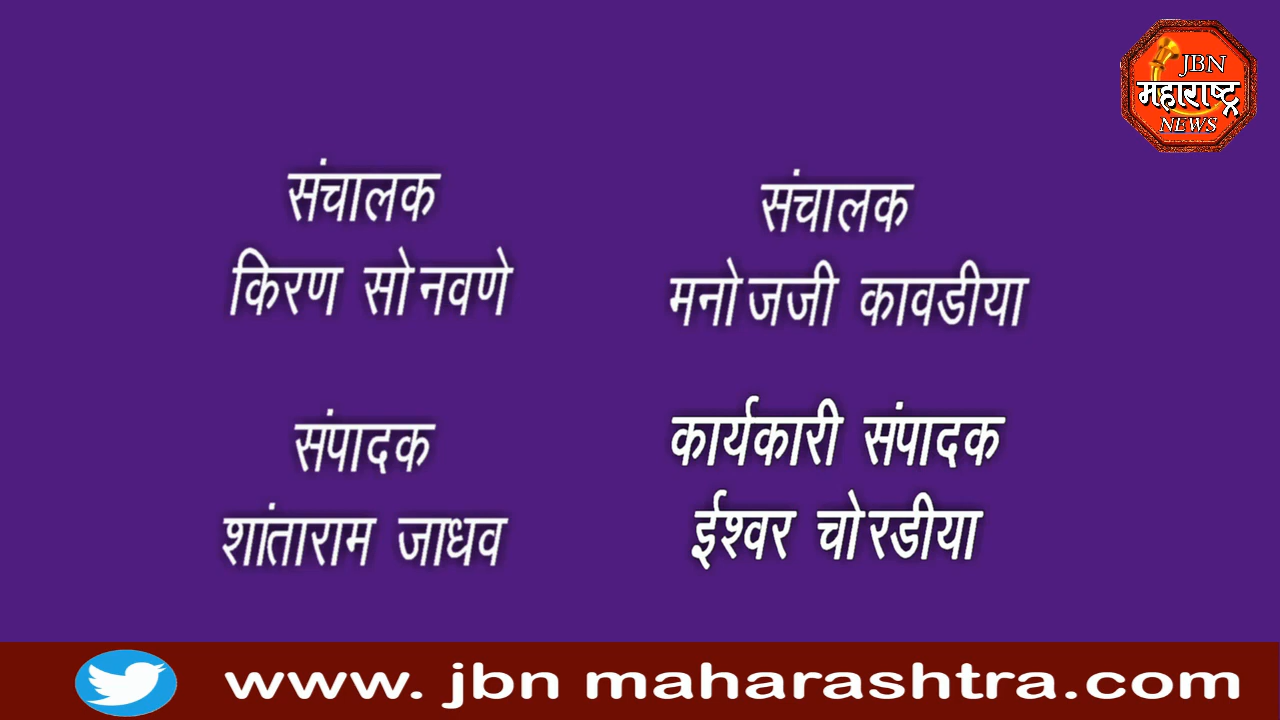 JBN
महाराष्ट्र
NEWS
संचालक
किरण सोनवणे
संचालक
मनोजजी कावडीया
संपादक
शांताराम जाधव
कार्यकारी संपादक
ईश्वर चोरडीया
www. jbn maharashtra.com